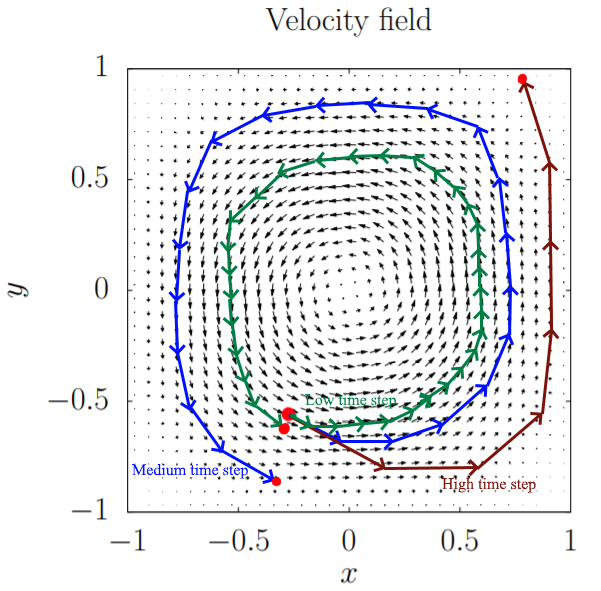 Velocity field
1
0.5
0
−0.5
−1
y
Low time step
Medium time step
High time step
−1
−0.5
0
0.5
1
x